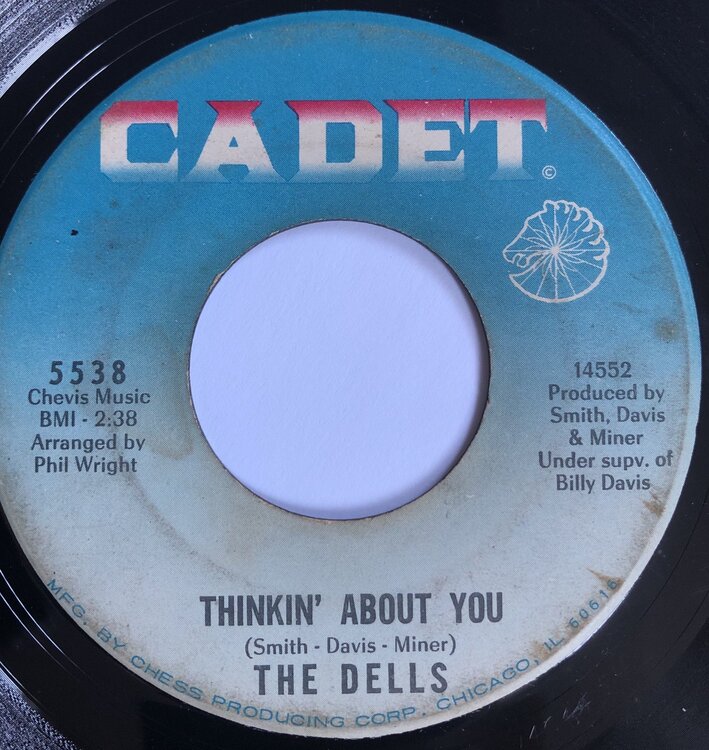 CADET
©
5538
Chevis Music
BMI - 2:38
Arranged by
Phil Wright
14552
Produced by
Smith, Davis
& Miner
Under supv. of
Billy Davis
THINKIN' ABOUT YOU
(Smith - Davis - Miner)
THE DELLS
MFG. BY CHESS PRODUCING CORP. CHICAGO, IL 60616